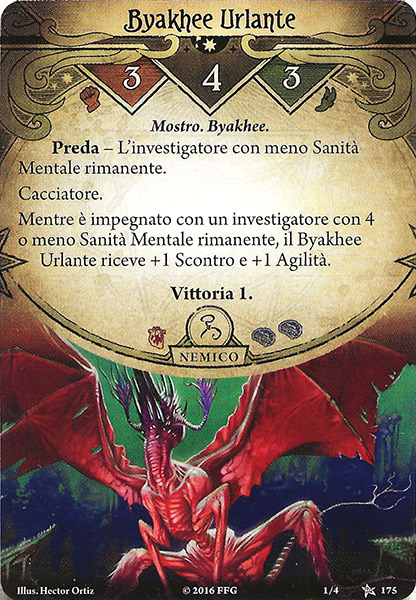 Byakhee Urlante
3 4 3
Mostro. Byakhee.
Preda – L'investigatore con meno Sanità
Mentale rimanente.
Cacciatore.
Mentre è impegnato con un investigatore con 4
o meno Sanità Mentale rimanente, il Byakhee
Urlante riceve +1 Scontro e +1 Agilità.
Vittoria 1.
NEMICO
Illus. Hector Ortiz © 2016 FFG 1/4 175